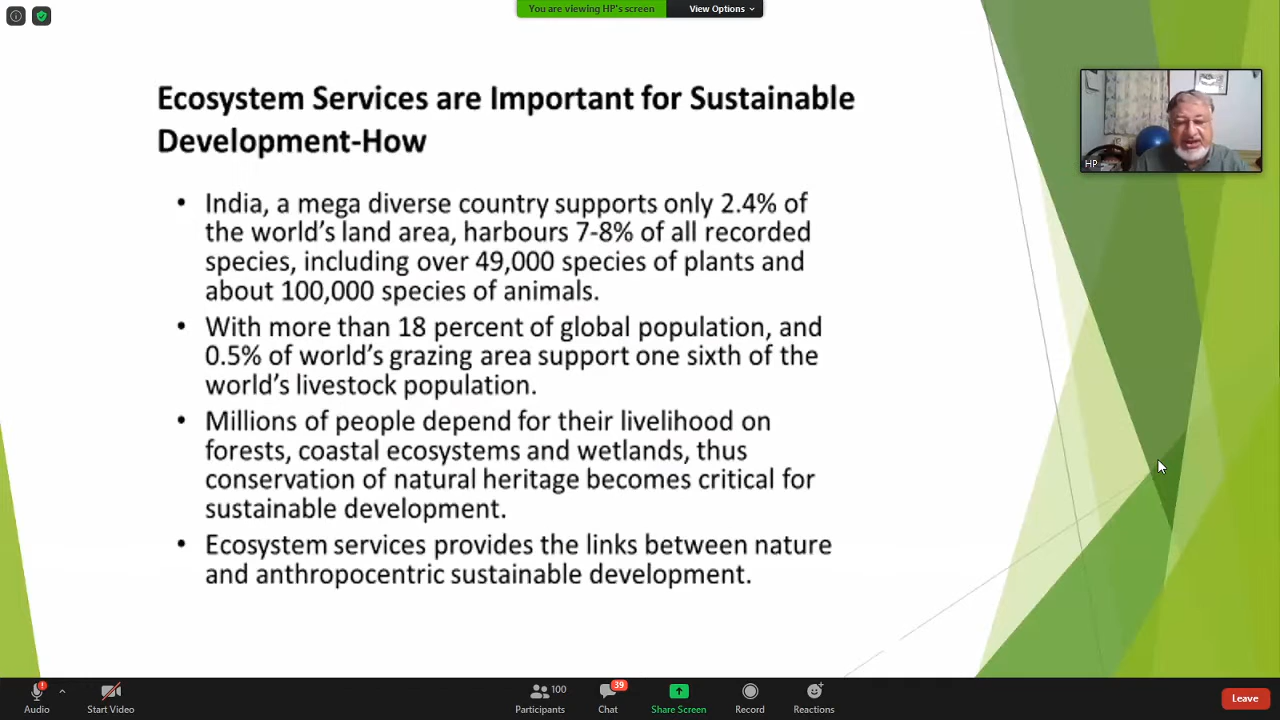 You are viewing HP's screen
View Options
Ecosystem Services are Important for Sustainable
Development-How
HP
• India, a mega diverse country supports only 2.4% of
the world's land area, harbours 7-8% of all recorded
species, including over 49,000 species of plants and
about 100,000 species of animals.
• With more than 18 percent of global population, and
0.5% of world's grazing area support one sixth of the
world's livestock population.
• Millions of people depend for their livelihood on
forests, coastal ecosystems and wetlands, thus
conservation of natural heritage becomes critical for
sustainable development.
• Ecosystem services provides the links between nature
and anthropocentric sustainable development.
Audio
Start Video
100
Participants
39
Chat
Share Screen
Record
Reactions
Leave